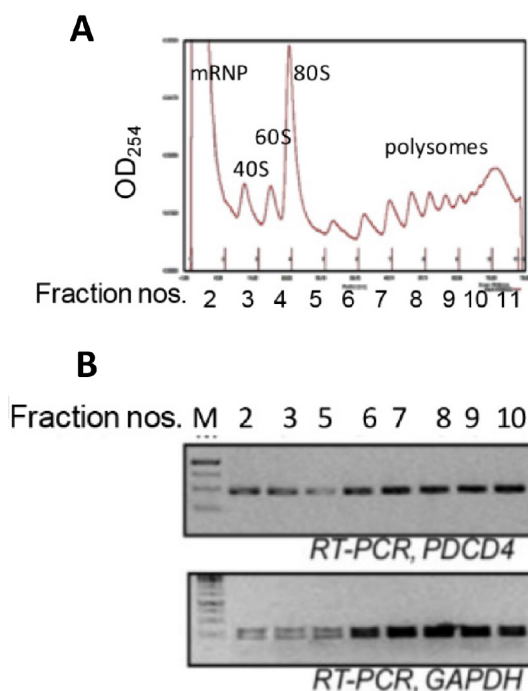 A
mRNP
80S
60S
40S
polysomes
OD254
Fraction nos. 2 3 4 5 6 7 8 9 10 11
B
Fraction nos. M 2 3 5 6 7 8 9 10
RT-PCR, PDCD4
RT-PCR, GAPDH